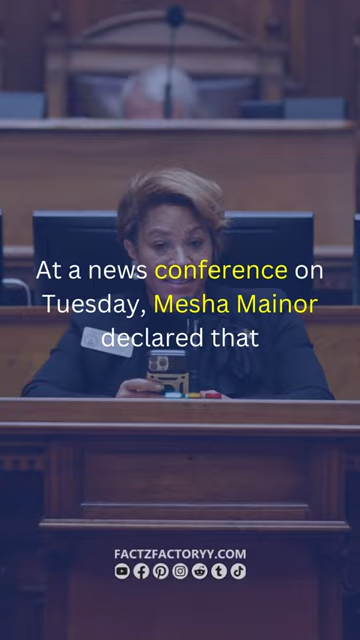 At a news conference on
Tuesday, Mesha Mainor
declared that
FACTZFACTORYY.COM